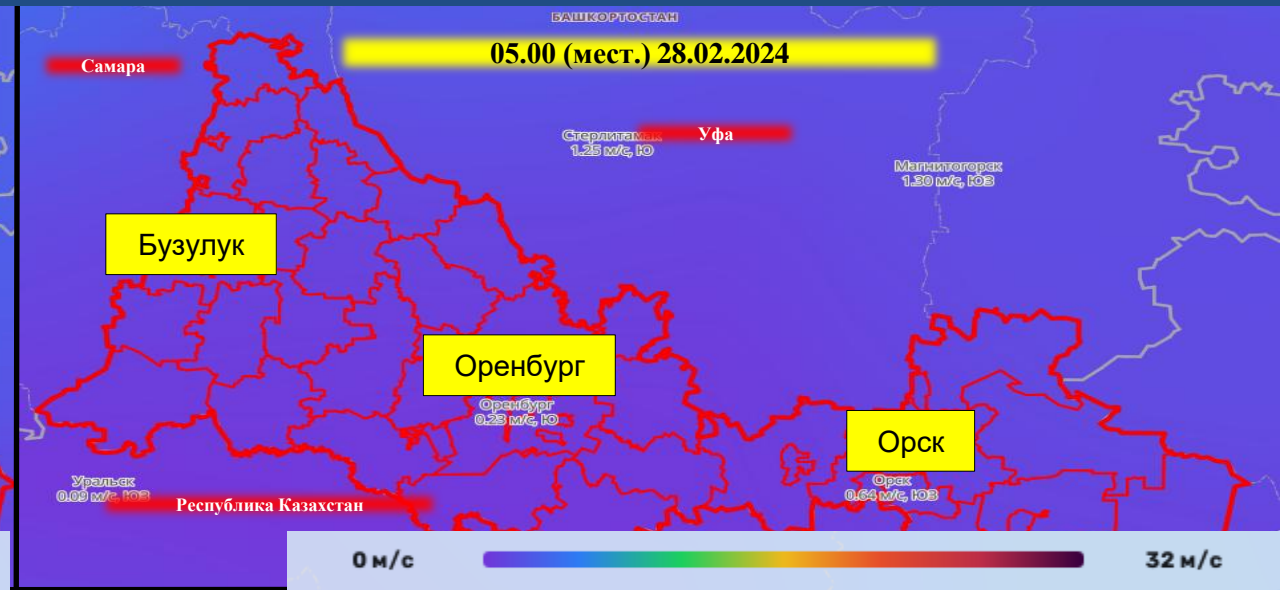 БАШКОРТОСТАН
05.00 (мест.) 28.02.2024
Самара
Уфа
Стерлитамак
1.25 м/с, Ю
Магнитогорск
1.30 м/с, ЮЗ
Бузулук
Оренбург
Оренбург
0.23 м/с, Ю
Орск
Орск
0.64 м/с, ЮЗ
Уральск
0.09 м/с, ЮЗ
Республика Казахстан
0 м/с
32 м/с